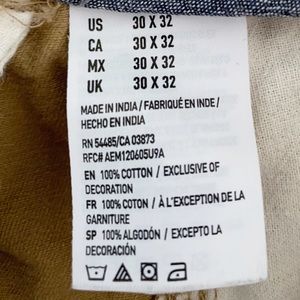 US 30 X 32
CA 30 X 32
MX 30 X 32
UK 30 X 32
MADE IN INDIA / FABRIQUÉ EN INDE /
HECHO EN INDIA
RN 54485/CA 03873
RFC# AEM120605U9A
EN 100% COTTON / EXCLUSIVE OF
DECORATION
FR 100% COTON / À L'EXCEPTION DE LA
GARNITURE
SP 100% ALGODÓN / EXCEPTO LA
DECORACIÓN